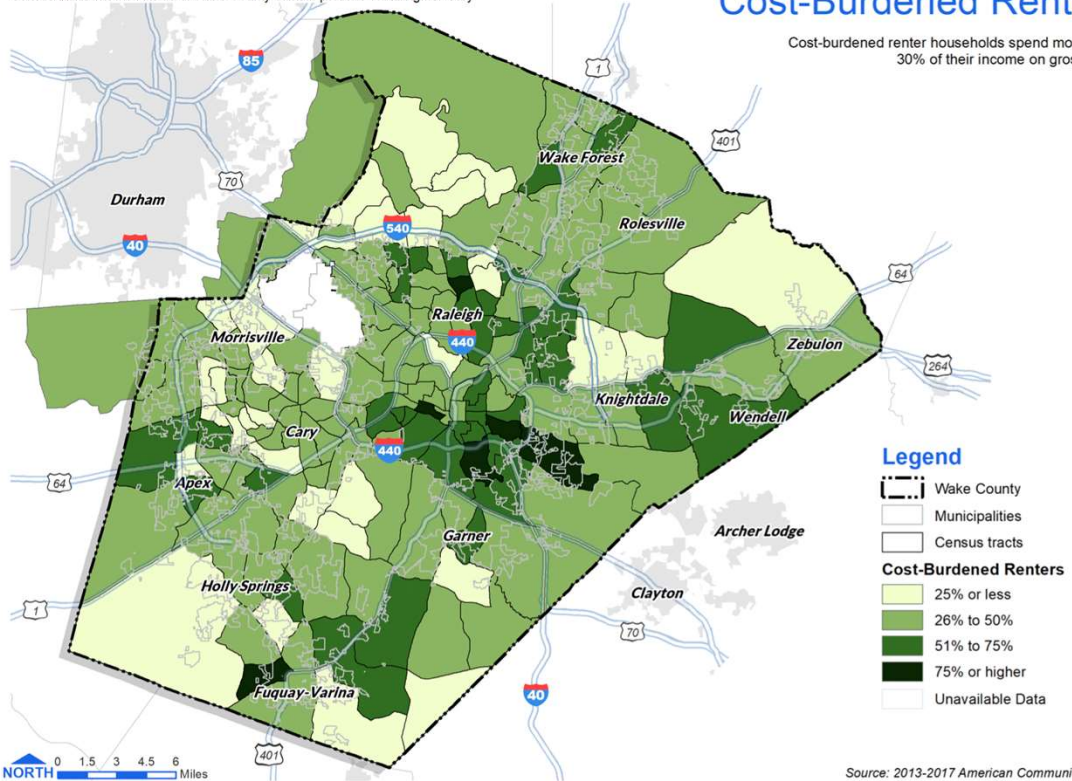 Cost-Burdened Rent
Cost-burdened renter households spend mo
30% of their income on gros
85
1
401
Wake Forest
70
Durham
Rolesville
540
40
64
Raleigh
Morrisville
440
Zebulon
264
Knightdale
Wendell
Cary
440
64
Apex
Garner
Archer Lodge
Holly Springs
Clayton
1
70
Fuquay-Varina
40
401
Legend
Wake County
Municipalities
Census tracts
Cost-Burdened Renters
25% or less
26% to 50%
51% to 75%
75% or higher
Unavailable Data
NORTH
0 1.5 3 4.5 6
Miles
Source: 2013-2017 American Communi